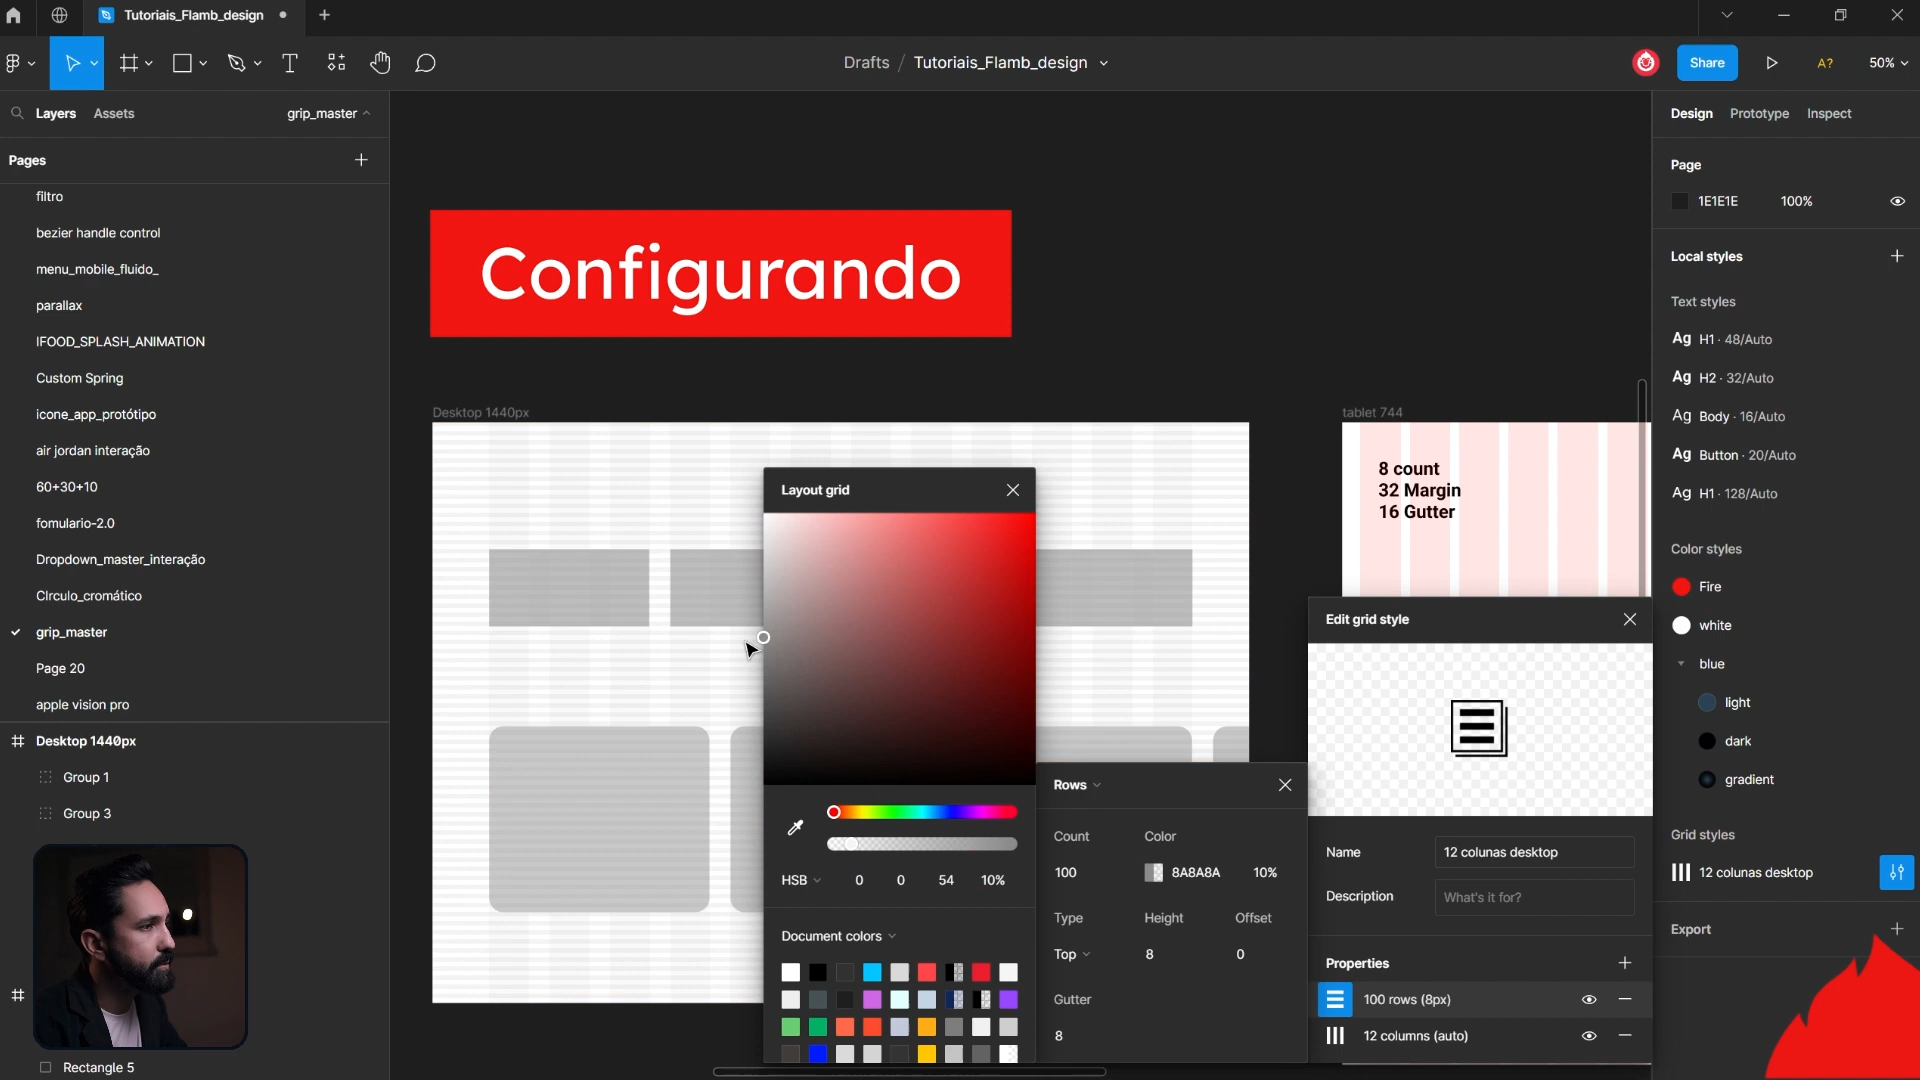 Tutoriais_Flamb_design
Drafts / Tutoriais_Flamb_design
Share
A?
50%
Layers
Assets
grip_master
Pages
filtro
bezier handle control
menu_mobile_fluido_
parallax
IFOOD_SPLASH_ANIMATION
Custom Spring
icone_app_protótipo
air jordan interação
60+30+10
fomulario-2.0
Dropdown_master_interação
CIrculo_cromático
grip_master
Page 20
apple vision pro
Desktop 1440px
Group 1
Group 3
Rectangle 5
Configurando
Desktop 1440px
tablet 744
8 count
32 Margin
16 Gutter
Layout grid
HSB
0
0
54
10%
Document colors
Rows
Count
Color
100
8A8A8A
10%
Type
Height
Offset
Top
8
0
Gutter
8
Edit grid style
Name
12 colunas desktop
Description
What's it for?
Properties
100 rows (8px)
12 columns (auto)
Design
Prototype
Inspect
Page
1E1E1E
100%
Local styles
Text styles
Ag H1 · 48/Auto
Ag H2 · 32/Auto
Ag Body · 16/Auto
Ag Button · 20/Auto
Ag H1 · 128/Auto
Color styles
Fire
white
blue
light
dark
gradient
Grid styles
12 colunas desktop
Export